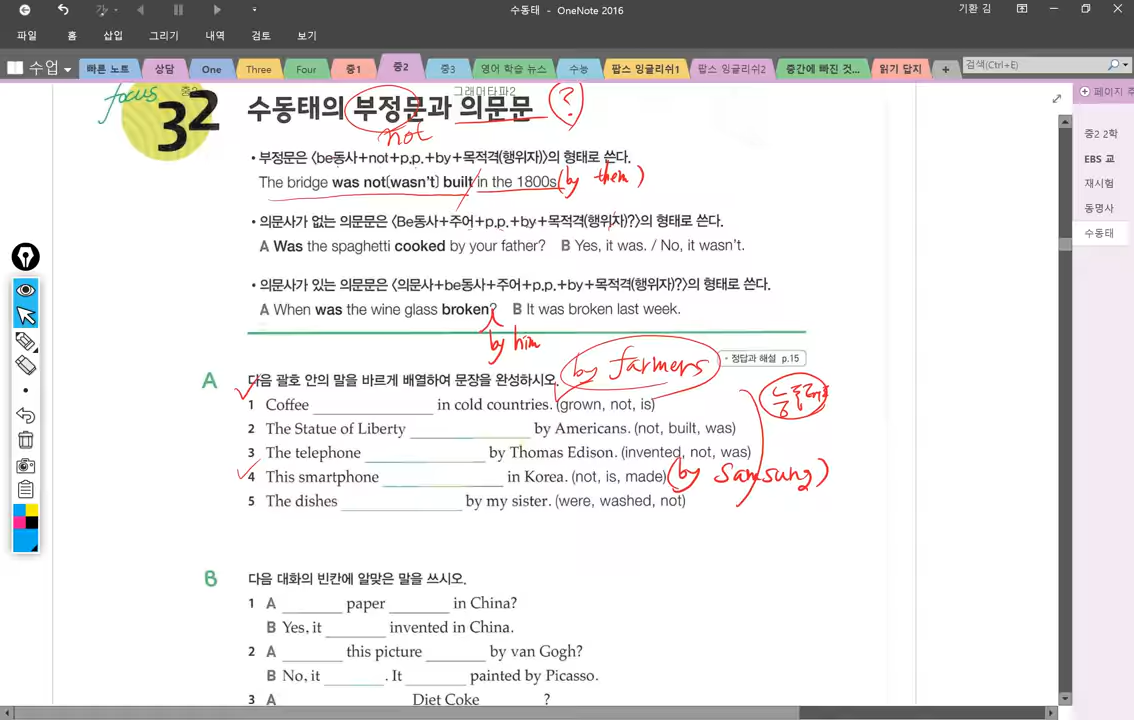 수동태 - OneNote 2016
기환 김
파일 홈 삽입 그리기 내역 검토 보기
수업 빠른 노트 상담 One Three Four 중1 중2 중3 영어 학습 뉴스 수능 팝스 잉글리쉬1 팝스 잉글리쉬2 중간에 빠진 것... 읽기 답지 + 검색(Ctrl+E)
페이지 추
중2 2학
EBS 교
재시험
동명사
수동태
focus 중2 그래머타파2
32 수동태의 부정문과 의문문 ?
not
• 부정문은 〈be동사+not+p.p.+by+목적격(행위자)〉의 형태로 쓴다.
The bridge was not(wasn't) built in the 1800s. (by them)
• 의문사가 없는 의문문은 〈Be동사+주어+p.p.+by+목적격(행위자)?〉의 형태로 쓴다.
A Was the spaghetti cooked by your father? B Yes, it was. / No, it wasn't.
• 의문사가 있는 의문문은 〈의문사+be동사+주어+p.p.+by+목적격(행위자)?〉의 형태로 쓴다.
A When was the wine glass broken? B It was broken last week.
by him
by farmers
• 정답과 해설 p.15
A 다음 괄호 안의 말을 바르게 배열하여 문장을 완성하시오.
1 Coffee ____________ in cold countries. (grown, not, is)
2 The Statue of Liberty ____________ by Americans. (not, built, was)
3 The telephone ____________ by Thomas Edison. (invented, not, was)
4 This smartphone ____________ in Korea. (not, is, made) (by Samsung)
5 The dishes ____________ by my sister. (were, washed, not)
B 다음 대화의 빈칸에 알맞은 말을 쓰시오.
1 A ______ paper ______ in China?
B Yes, it ______ invented in China.
2 A ______ this picture ______ by van Gogh?
B No, it ______. It ______ painted by Picasso.
3 A ____________ Diet Coke ______?